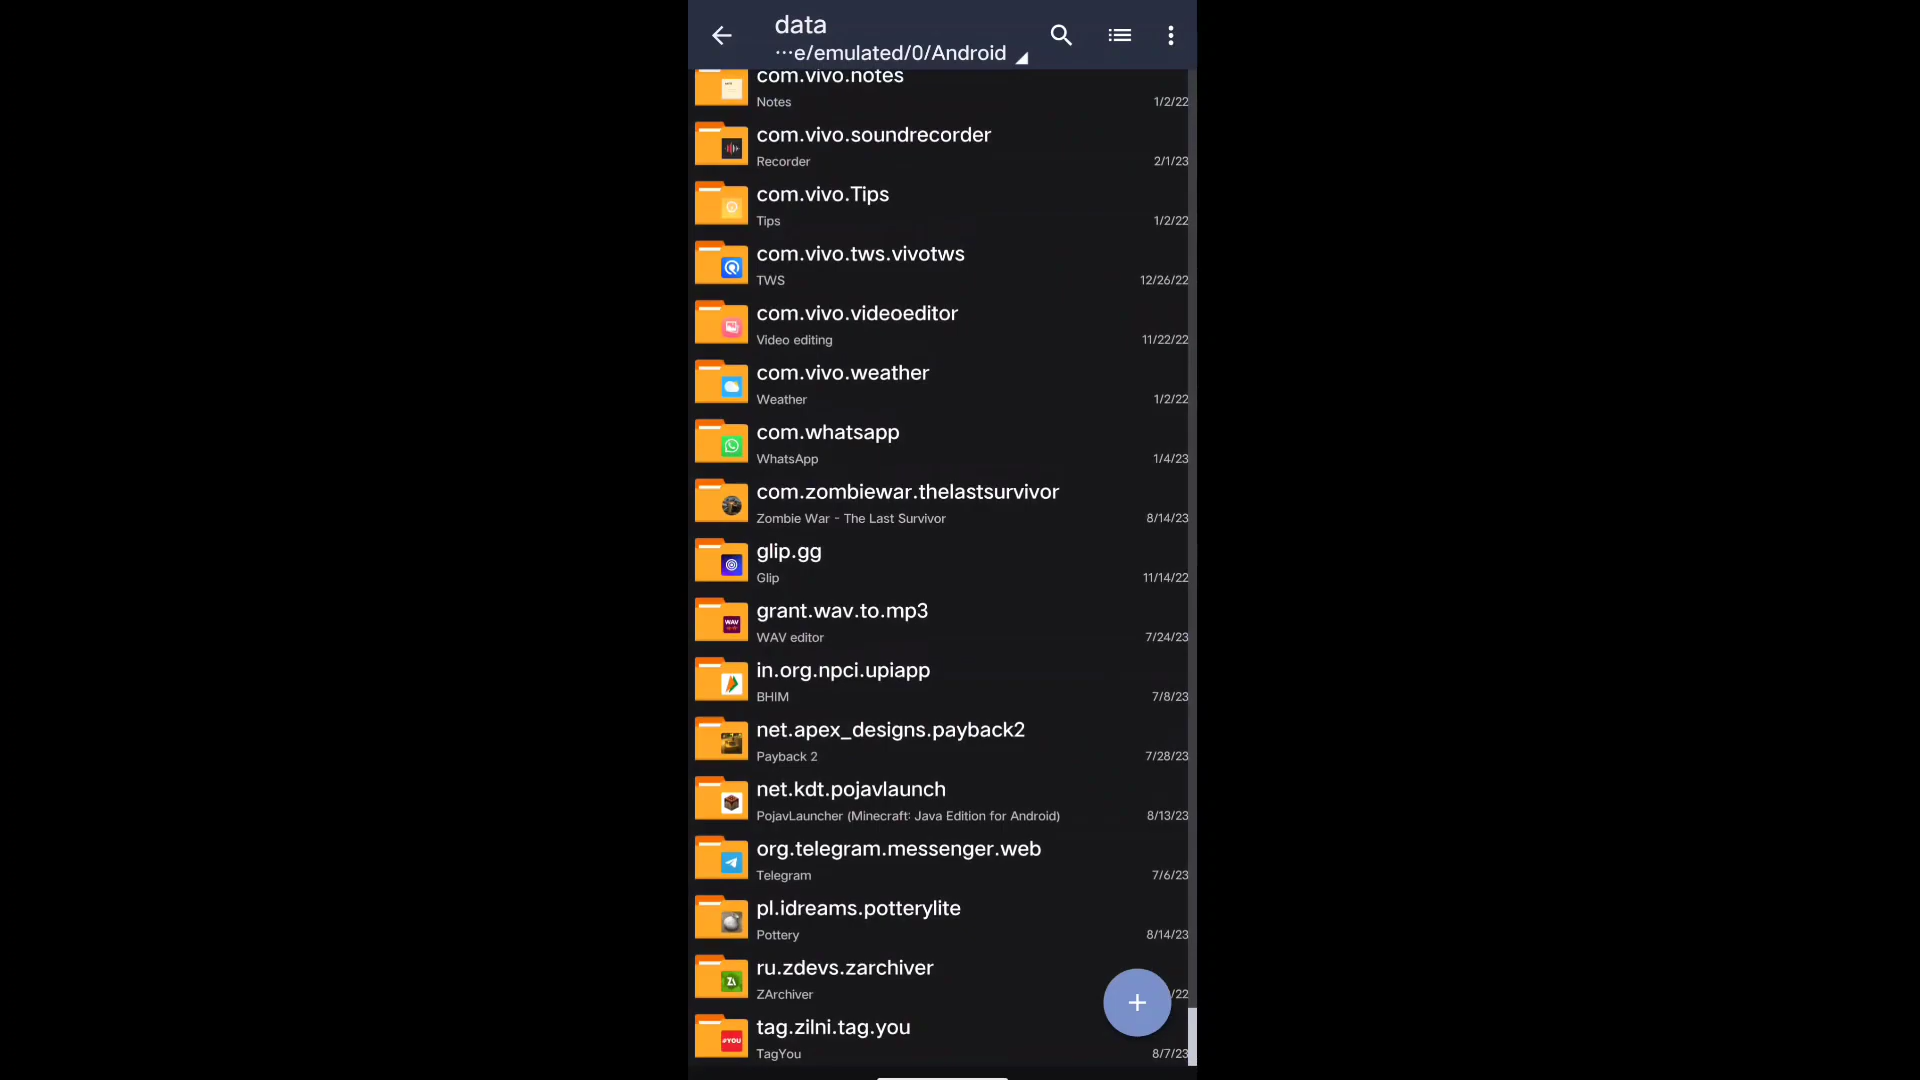 data
···e/emulated/0/Android
com.vivo.notes
Notes
1/2/22
com.vivo.soundrecorder
Recorder
2/1/23
com.vivo.Tips
Tips
1/2/22
com.vivo.tws.vivotws
TWS
12/26/22
com.vivo.videoeditor
Video editing
11/22/22
com.vivo.weather
Weather
1/2/22
com.whatsapp
WhatsApp
1/4/23
com.zombiewar.thelastsurvivor
Zombie War - The Last Survivor
8/14/23
glip.gg
Glip
11/14/22
WAV
grant.wav.to.mp3
WAV editor
7/24/23
in.org.npci.upiapp
BHIM
7/8/23
net.apex_designs.payback2
Payback 2
7/28/23
net.kdt.pojavlaunch
PojavLauncher (Minecraft: Java Edition for Android)
8/13/23
org.telegram.messenger.web
Telegram
7/6/23
pl.idreams.potterylite
Pottery
8/14/23
ZA
ru.zdevs.zarchiver
ZArchiver
/22
#YOU
tag.zilni.tag.you
TagYou
8/7/23